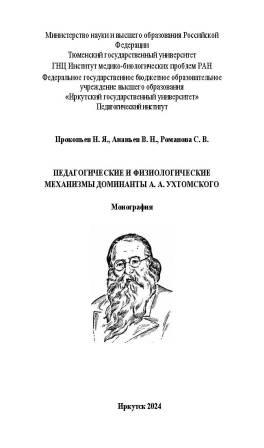 Министерство науки и высшего образования Российской
Федерации
Тюменский государственный университет
ГНЦ Институт медико-биологических проблем РАН
Федеральное государственное бюджетное образовательное
учреждение высшего образования
«Иркутский государственный университет»
Педагогический институт
Прокопьев Н. Я., Ананьев В. Н., Романова С. В.
ПЕДАГОГИЧЕСКИЕ И ФИЗИОЛОГИЧЕСКИЕ
МЕХАНИЗМЫ ДОМИНАНТЫ А. А. УХТОМСКОГО
Монография
Иркутск 2024